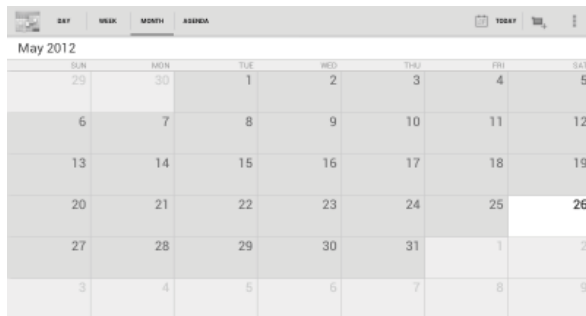 DAY WEEK MONTH AGENDA TODAY
May 2012
SUN MON TUE WED THU FRI SAT
29 30 1 2 3 4 5
6 7 8 9 10 11 12
13 14 15 16 17 18 19
20 21 22 23 24 25 26
27 28 29 30 31 1 2
3 4 5 6 7 8 9